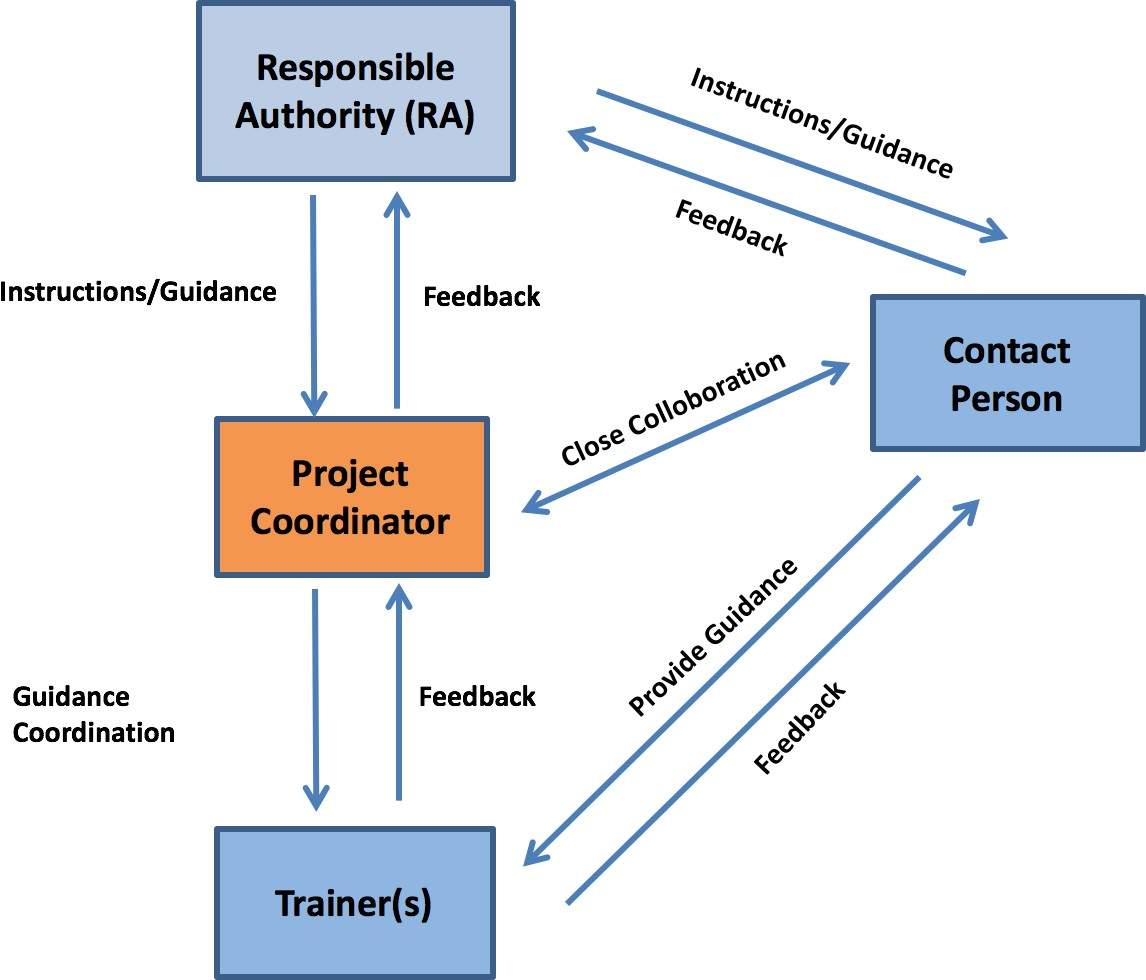 Responsible
Authority (RA)
Instructions/Guidance
Feedback
Instructions/Guidance
Feedback
Contact
Person
Close Colloboration
Project
Coordinator
Provide Guidance
Feedback
Guidance
Coordination
Feedback
Trainer(s)